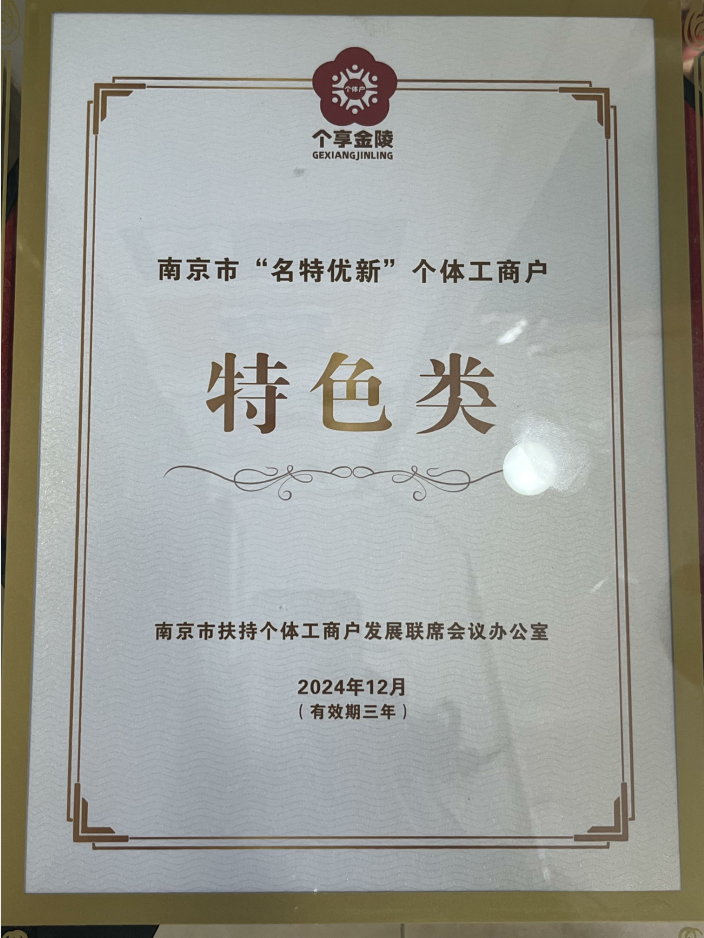 个体户
个享金陵
GEXIANGJINLING
南京市“名特优新”个体工商户
特色类
南京市扶持个体工商户发展联席会议办公室
2024年12月
（有效期三年）